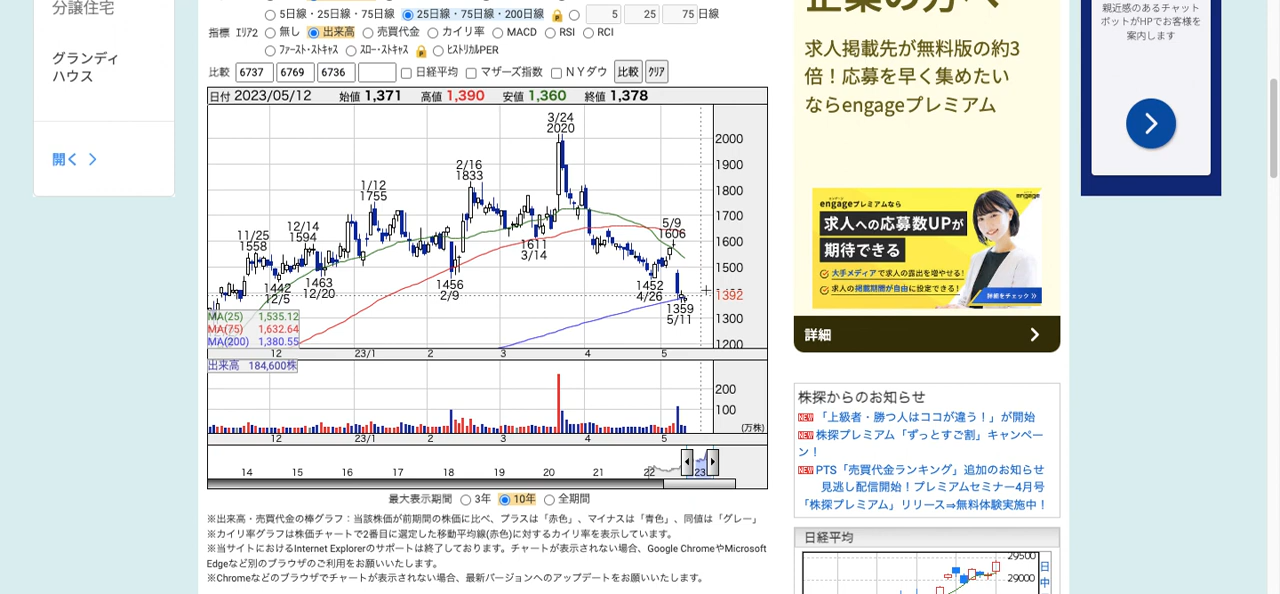 分譲住宅
グランディ
ハウス
開く
5日線・25日線・75日線 25日線・75日線・200日線 5 25 75 日線
指標 エリア2 無し 出来高 売買代金 カイリ率 MACD RSI RCI
ファースト・ストキャス スロー・ストキャス ヒストリカルPER
比較 6737 6769 6736 日経平均 マザーズ指数 NYダウ 比較 クリア
日付 2023/05/12 始値 1,371 高値 1,390 安値 1,360 終値 1,378
3/24
2020
2/16
1833
1/12
1755
12/14
1594
11/25
1558
5/9
1606
1611
3/14
1442
12/5
1463
12/20
1456
2/9
1452
4/26
1359
5/11
2000
1900
1800
1700
1600
1500
1392
1300
1200
MA(25) 1,535.12
MA(75) 1,632.64
MA(200) 1,380.55
12 23/1 2 3 4 5
出来高 184,600株
200
100
(万株)
12 23/1 2 3 4 5
14 15 16 17 18 19 20 21 22 23
最大表示期間 3年 10年 全期間
※出来高・売買代金の棒グラフ：当該株価が前期間の株価に比べ、プラスは「赤色」、マイナスは「青色」、同値は「グレー」
※カイリ率グラフは株価チャートで2番目に選定した移動平均線(赤色)に対するカイリ率を表示しています。
※当サイトにおけるInternet Explorerのサポートは終了しております。チャートが表示されない場合、Google ChromeやMicrosoft
Edgeなど別のブラウザのご利用をお願いいたします。
※Chromeなどのブラウザでチャートが表示されない場合、最新バージョンへのアップデートをお願いいたします。
企業の方へ
求人掲載先が無料版の約3
倍！応募を早く集めたい
ならengageプレミアム
engageプレミアムなら
求人への応募数UPが
期待できる
大手メディアで求人の露出を増やせる!
求人の掲載期間が自由に設定できる!
engage
詳細をチェック
詳細
株探からのお知らせ
NEW 「上級者・勝つ人はココが違う！」が開始
NEW 株探プレミアム「ずっとすご割」キャンペー
ン！
NEW PTS「売買代金ランキング」追加のお知らせ
見逃し配信開始！プレミアムセミナー4月号
「株探プレミアム」リリース⇒無料体験実施中！
日経平均
29500
29000
日
中
親近感のあるチャット
ボットがHPでお客様を
案内します